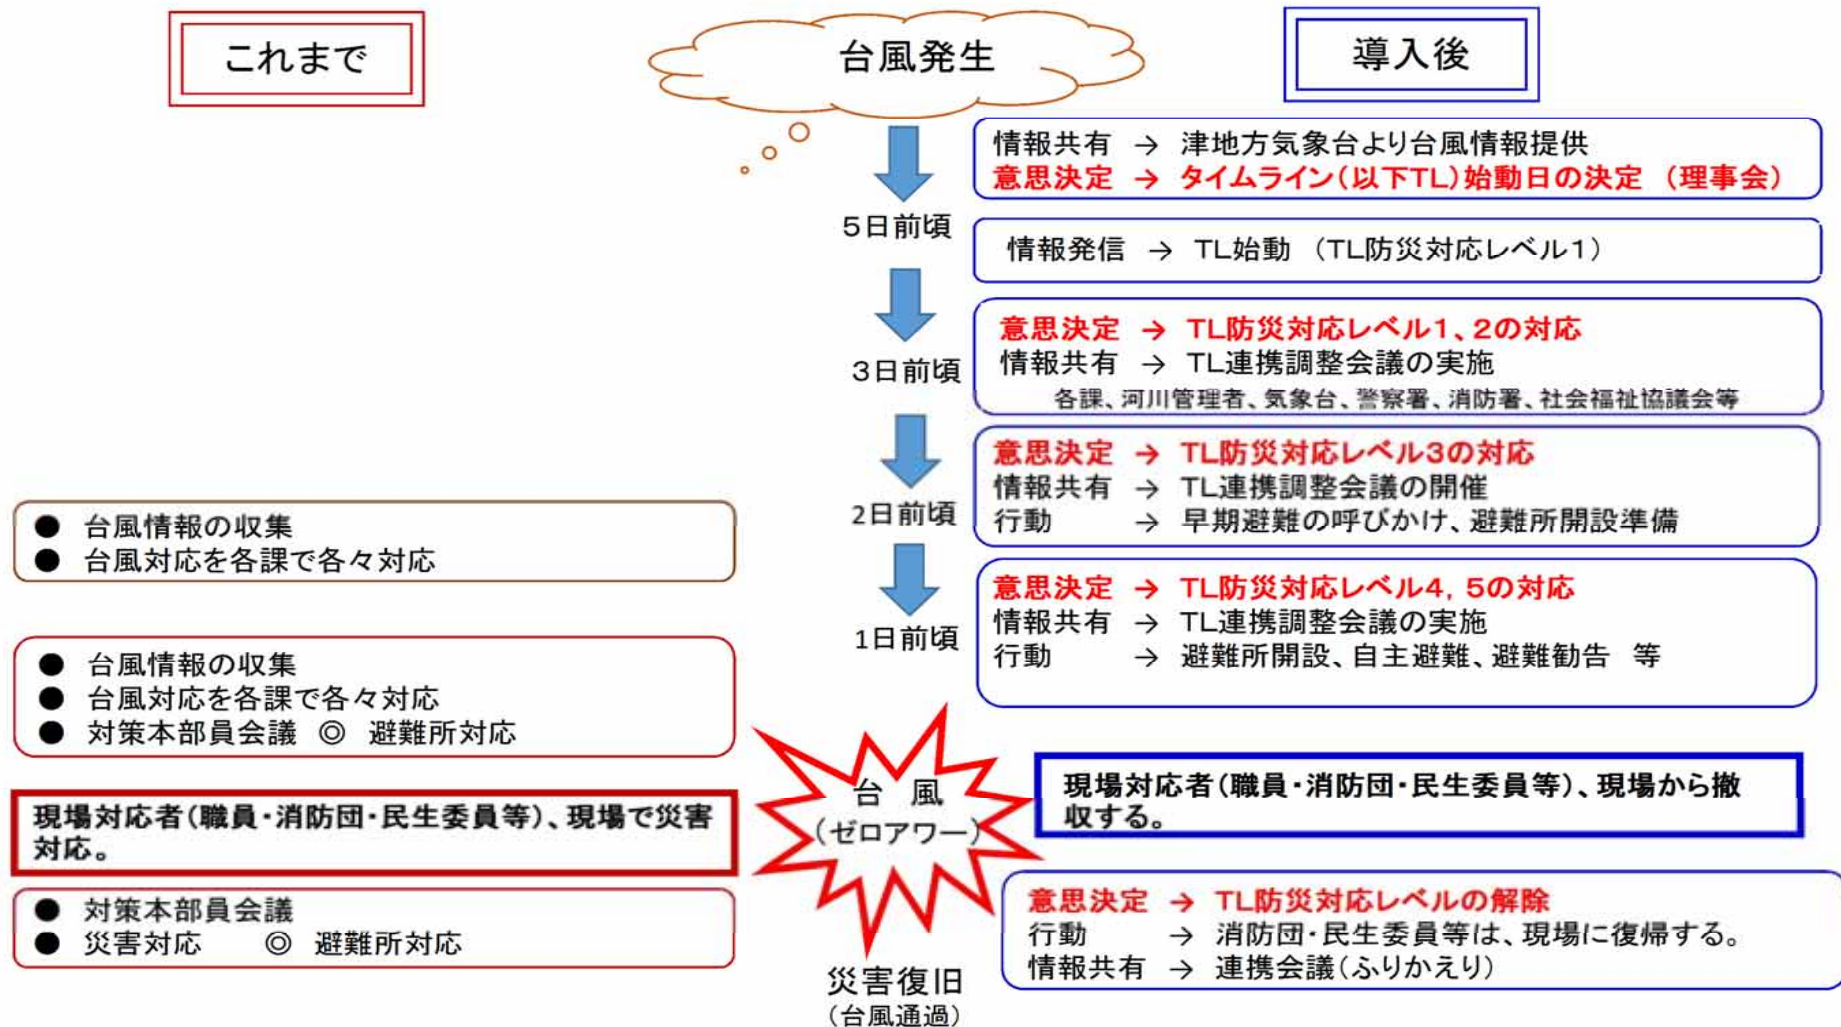 これまで
台風発生
導入後
情報共有 → 津地方気象台より台風情報提供
意思決定 → タイムライン(以下TL)始動日の決定 (理事会)
5日前頃
情報発信 → TL始動 (TL防災対応レベル1)
意思決定 → TL防災対応レベル1、2の対応
情報共有 → TL連携調整会議の実施
各課、河川管理者、気象台、警察署、消防署、社会福祉協議会等
3日前頃
意思決定 → TL防災対応レベル3の対応
情報共有 → TL連携調整会議の開催
行動 → 早期避難の呼びかけ、避難所開設準備
2日前頃
● 台風情報の収集
● 台風対応を各課で各々対応
意思決定 → TL防災対応レベル4,5の対応
情報共有 → TL連携調整会議の実施
行動 → 避難所開設、自主避難、避難勧告 等
1日前頃
● 台風情報の収集
● 台風対応を各課で各々対応
● 対策本部員会議 ◎ 避難所対応
台 風
(ゼロアワー)
現場対応者(職員・消防団・民生委員等)、現場で災害
対応。
現場対応者(職員・消防団・民生委員等)、現場から撤
収する。
● 対策本部員会議
● 災害対応 ◎ 避難所対応
意思決定 → TL防災対応レベルの解除
行動 → 消防団・民生委員等は、現場に復帰する。
情報共有 → 連携会議(ふりかえり)
災害復旧
(台風通過)